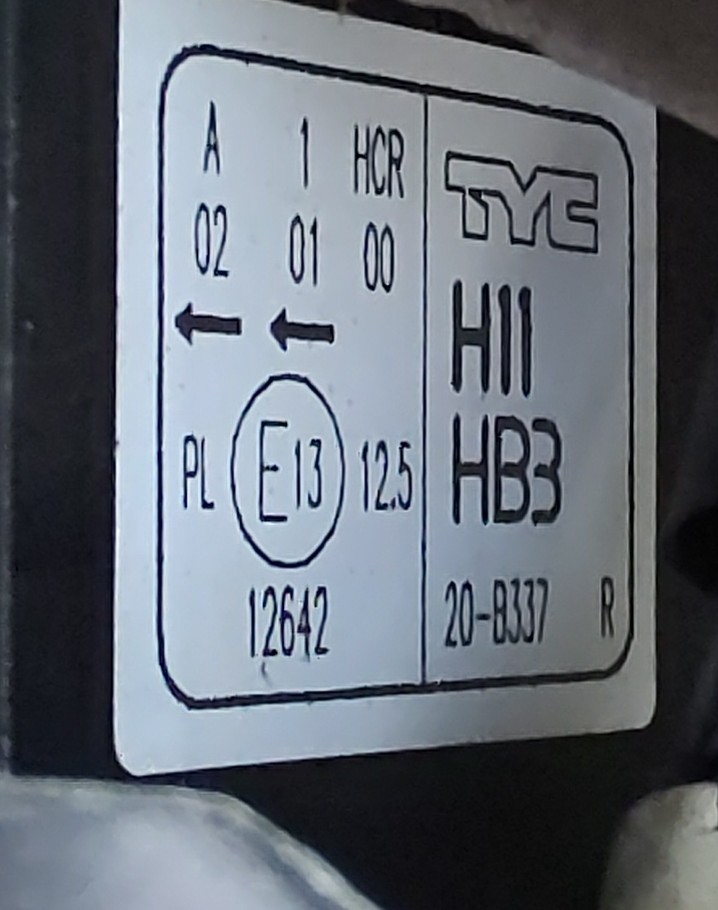 A 1 HCR
02 01 00
← ←
PL E13 12.5
12642
TYC
H11
HB3
20-B337 R